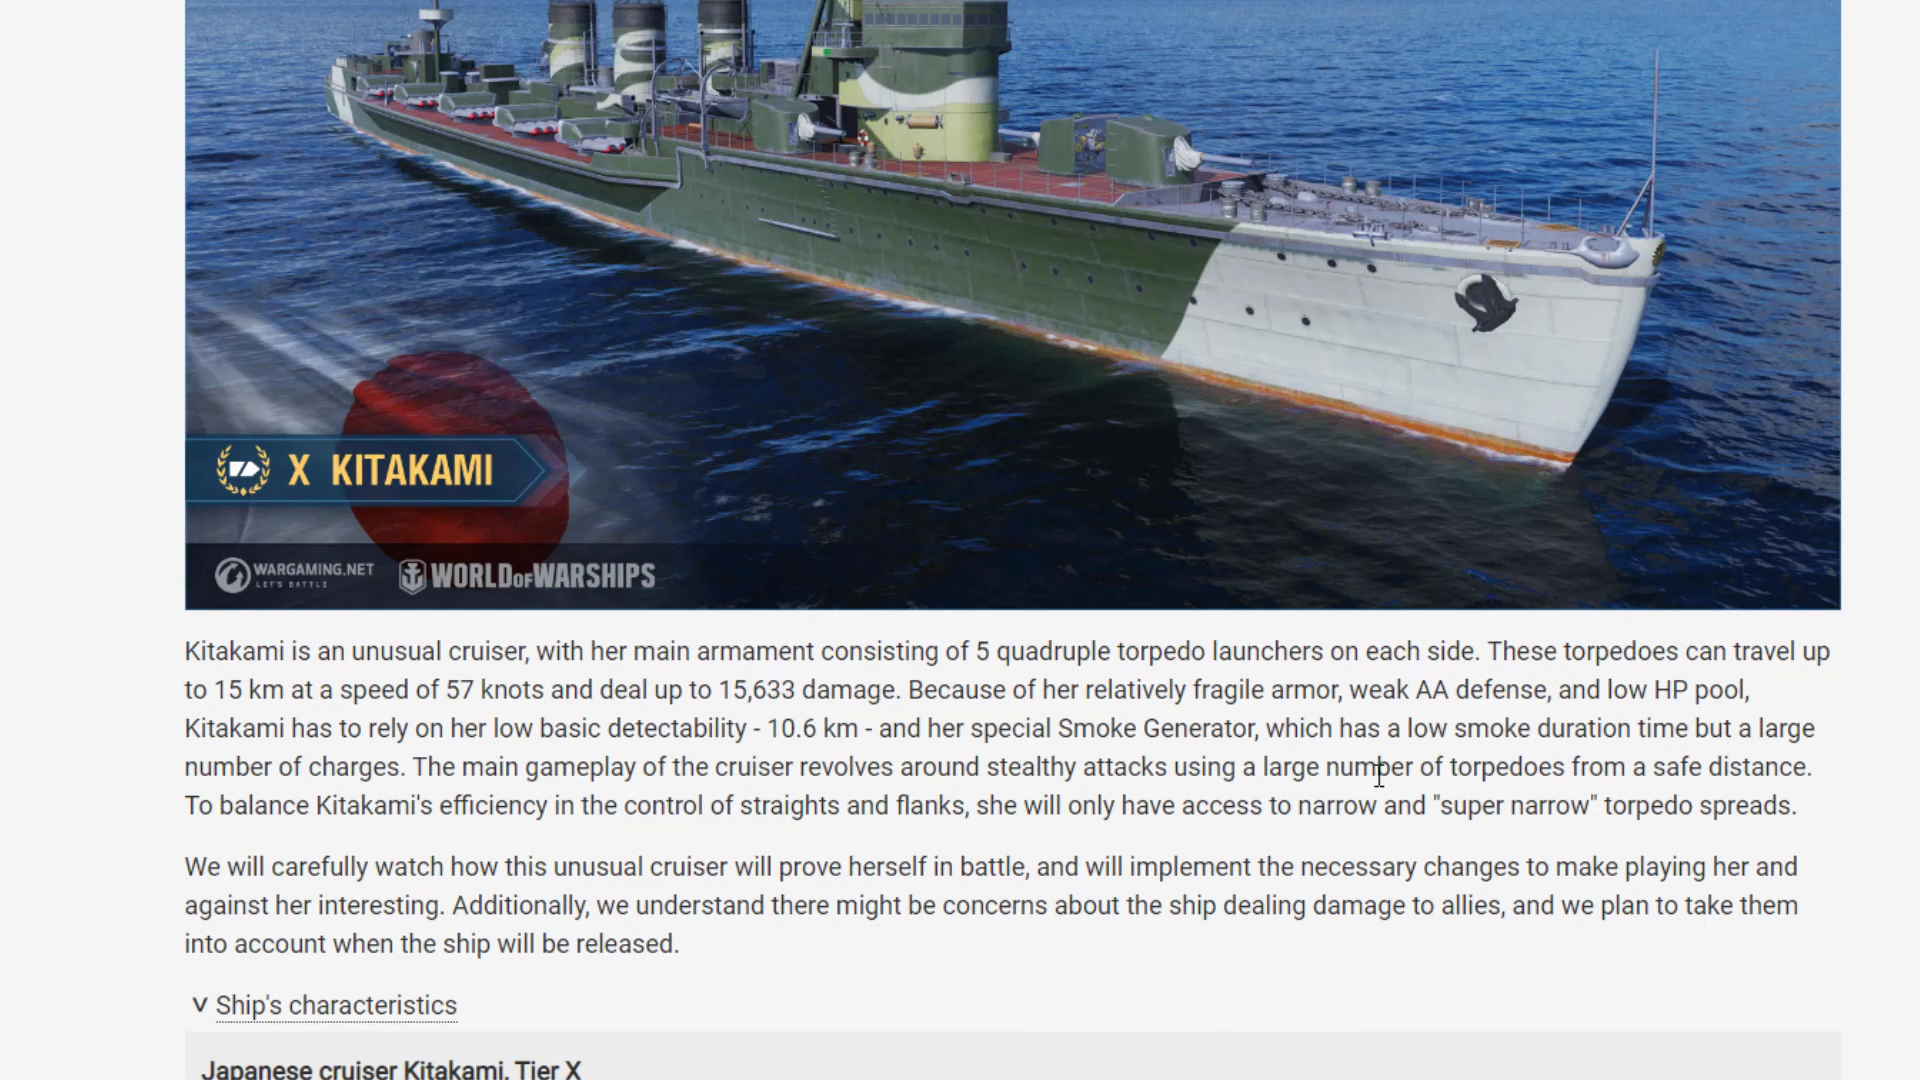 X KITAKAMI
WARGAMING.NET
LET'S BATTLE
WORLD OF WARSHIPS
Kitakami is an unusual cruiser, with her main armament consisting of 5 quadruple torpedo launchers on each side. These torpedoes can travel up
to 15 km at a speed of 57 knots and deal up to 15,633 damage. Because of her relatively fragile armor, weak AA defense, and low HP pool,
Kitakami has to rely on her low basic detectability - 10.6 km - and her special Smoke Generator, which has a low smoke duration time but a large
number of charges. The main gameplay of the cruiser revolves around stealthy attacks using a large number of torpedoes from a safe distance.
To balance Kitakami's efficiency in the control of straights and flanks, she will only have access to narrow and "super narrow" torpedo spreads.
We will carefully watch how this unusual cruiser will prove herself in battle, and will implement the necessary changes to make playing her and
against her interesting. Additionally, we understand there might be concerns about the ship dealing damage to allies, and we plan to take them
into account when the ship will be released.
Ship's characteristics
Japanese cruiser Kitakami, Tier X